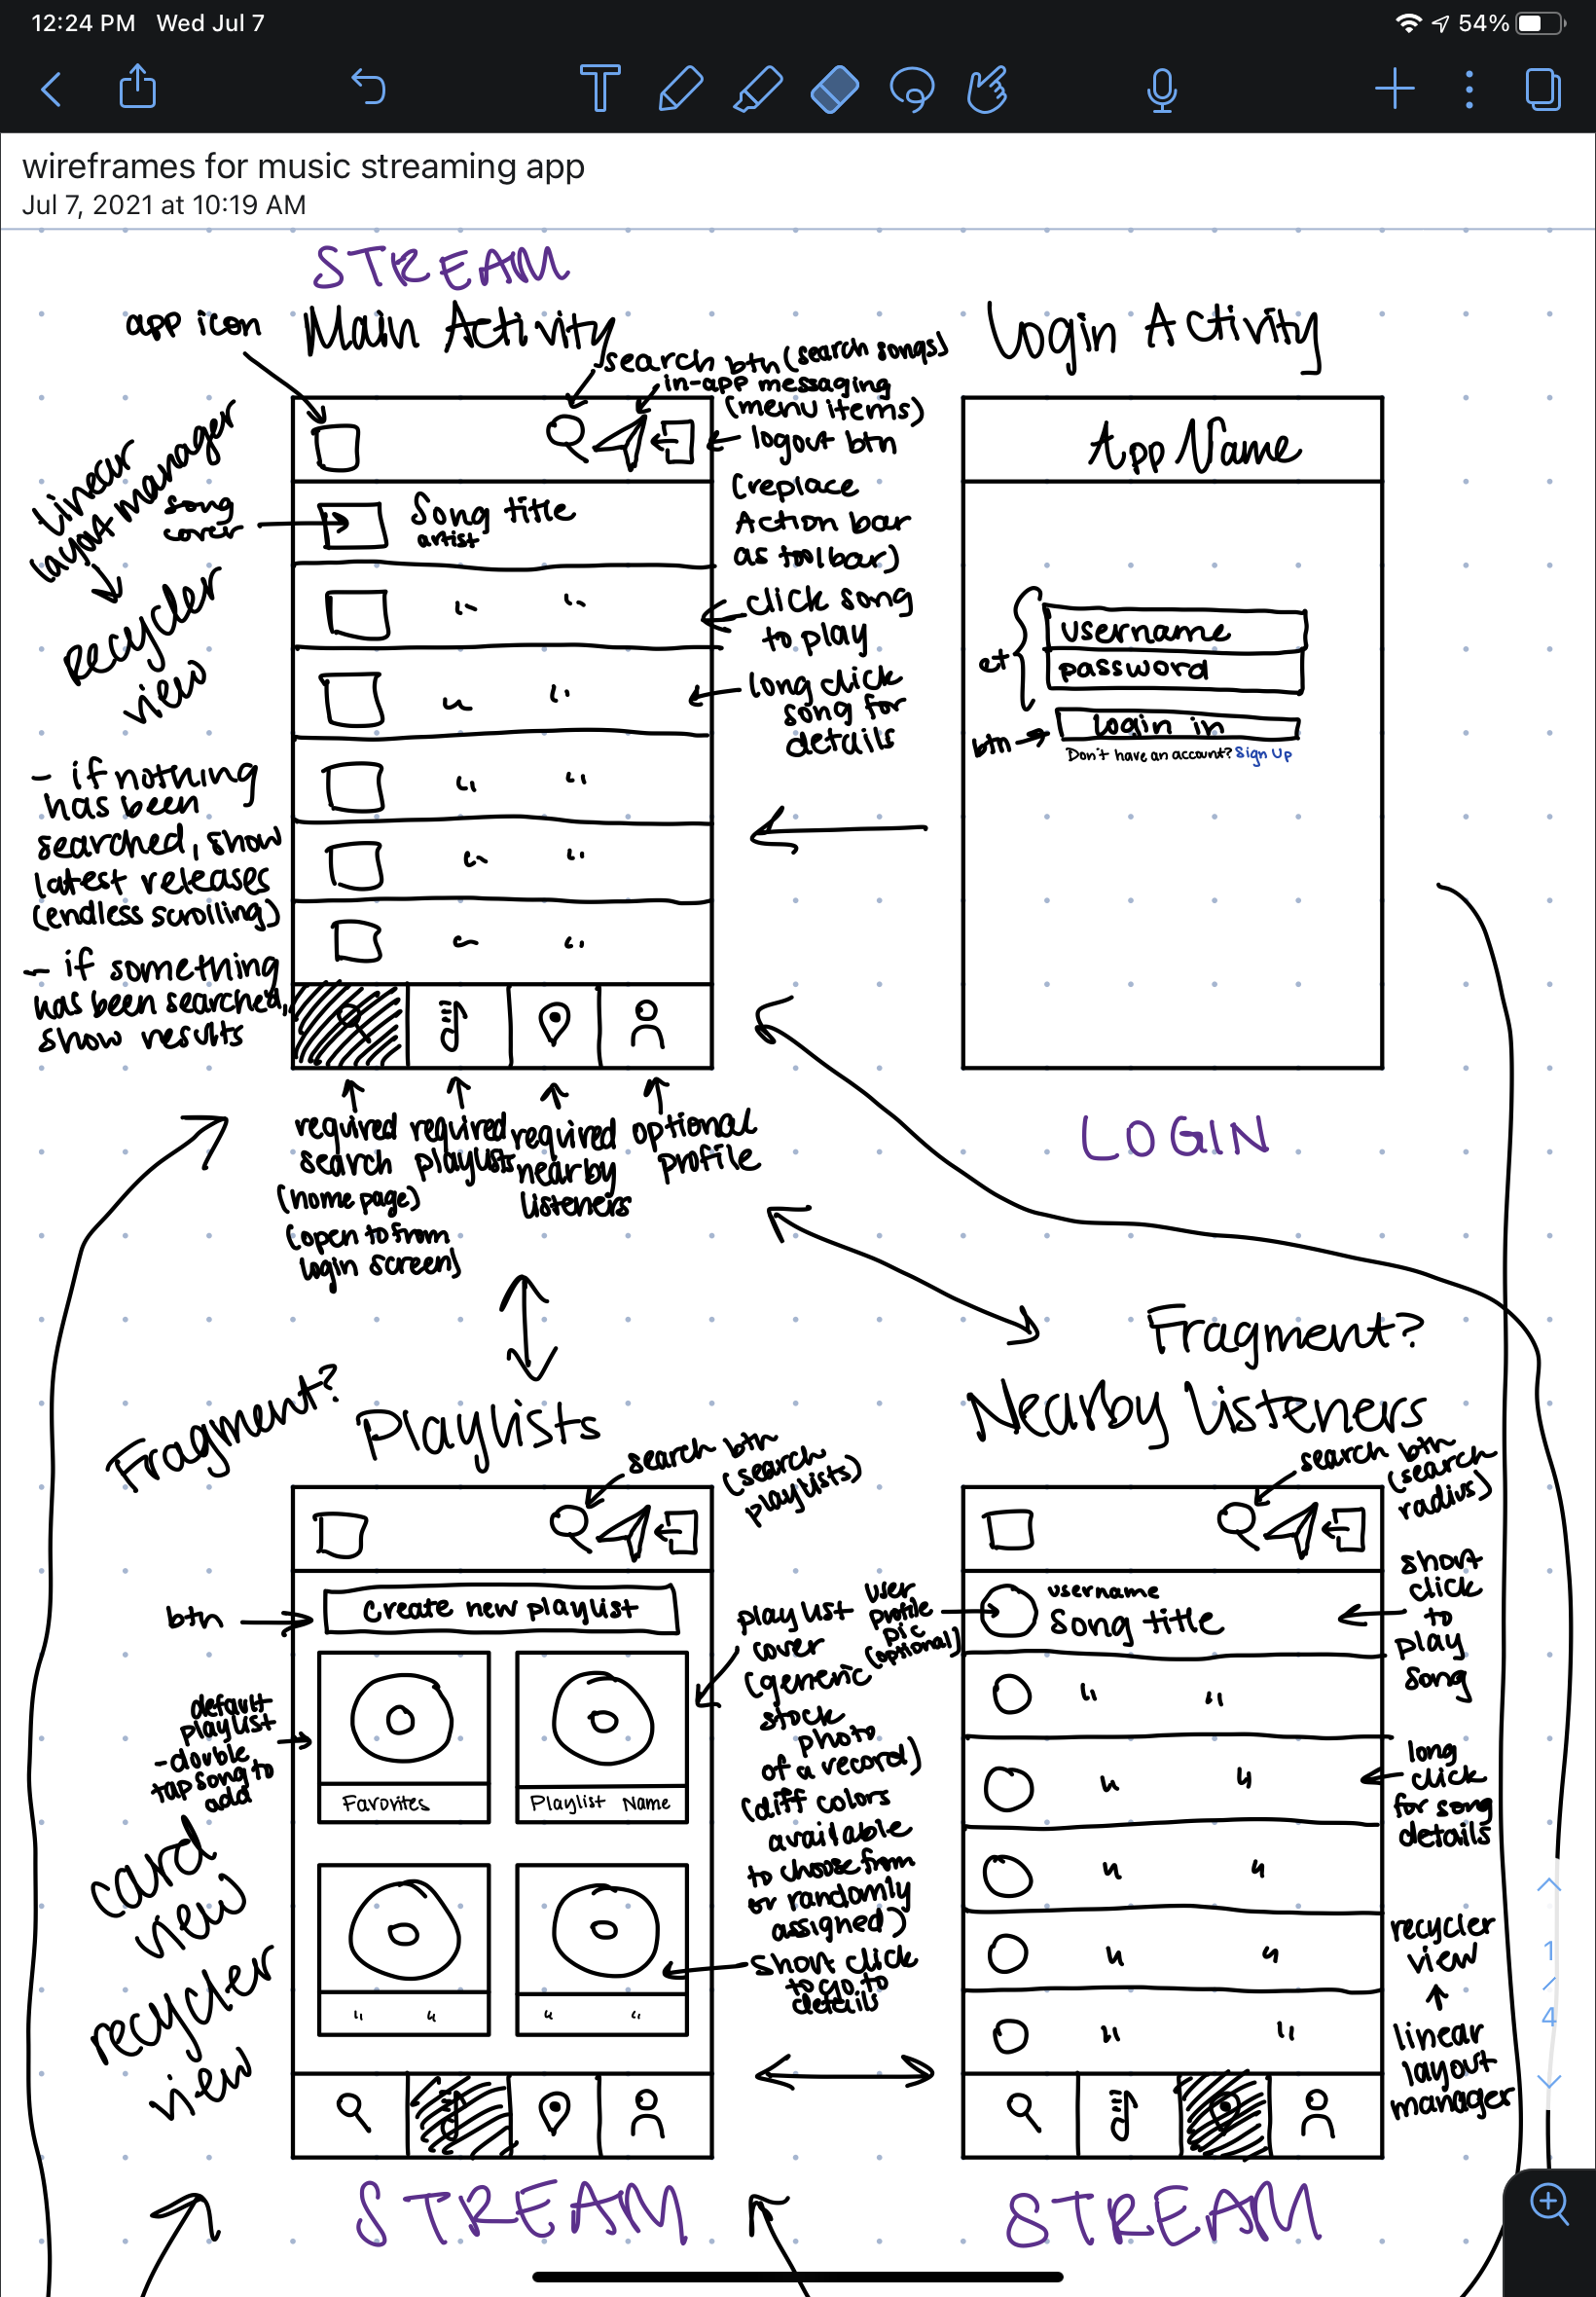 12:24 PM Wed Jul 7
54%
wireframes for music streaming app
Jul 7, 2021 at 10:19 AM
STREAM
app icon
Main Activity
search btn (search songs)
in-app messaging
(menu items)
logout btn
(replace
Action bar
as toolbar)
Linear
layout manager
song
cover
Song title
artist
Recycler
view
click song
to play
long click
song for
details
- if nothing
has been
searched, show
latest releases
(endless scrolling)
- if something
has been searched,
show results
required
search
(home page)
(open to from
login screen)
required
playlists
required
nearby
listeners
optional
profile
Login Activity
App Name
et
username
password
btn
login in
Don't have an account? Sign Up
LOGIN
Fragment?
Playlists
search btn
(search
playlists)
btn
Create new playlist
default
playlist
- double
tap song to
add
Favorites
Playlist Name
card
view
recycler
view
playlist
cover
(generic
stock
photo
of a record)
(diff colors
available
to choose from
or randomly
assigned)
short click
to go to
details
STREAM
Fragment?
Nearby Listeners
search btn
(search
radius)
user
profile
pic
(optional)
username
Song title
short
click
to
play
song
long
click
for song
details
recycler
view
linear
layout
manager
STREAM
1
/
4